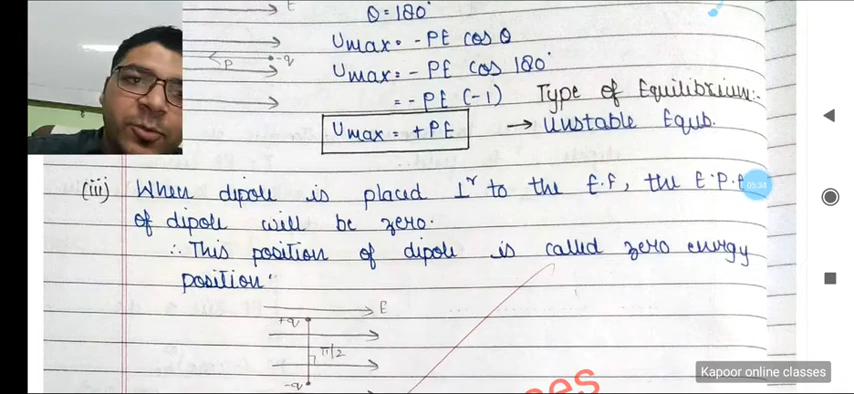 E
θ = 180°
Umax = - PE cos θ
P
-q
Umax = - PE cos 180°
= - PE (-1) Type of Equilibrium:-
Umax = + PE → Unstable Equb.
(iii) When dipole is placed ⊥ʳ to the E.F, the E.P.E
05:34
of dipole will be zero.
∴ This position of dipole is called zero energy
position.
E
+q
π/2
-q
Kapoor online classes